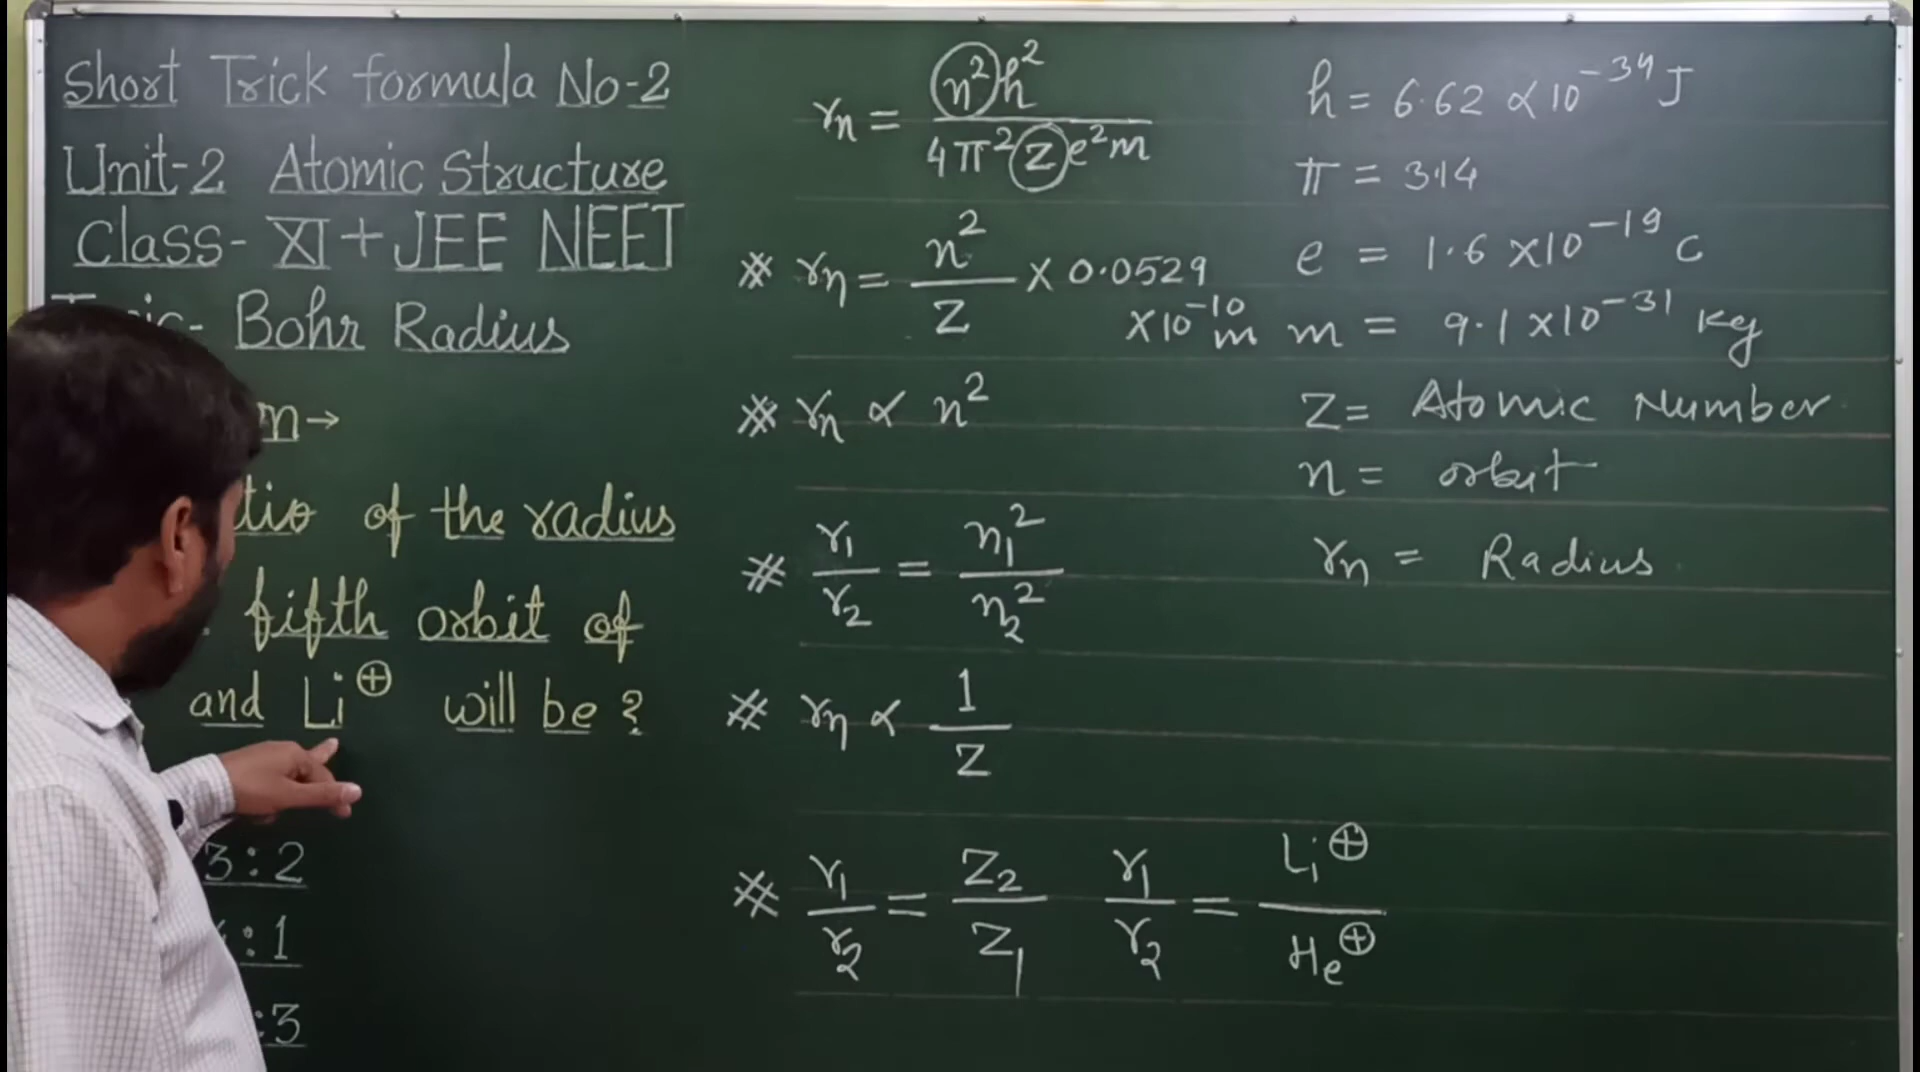 Short Trick formula No-2
Unit-2 Atomic Structure
Class- XI + JEE NEET
Bohr Radius
of the radius
fifth orbit of
and Li⊕ will be ?
3:2
:1
:3
rn = n²h² / 4π²Ze²m
※ rn = n² / Z × 0.0529
×10⁻¹⁰ m
※ rn ∝ n²
※ r₁ / r₂ = n₁² / n₂²
※ rn ∝ 1 / Z
※ r₁ / r₂ = Z₂ / Z₁ r₁ / r₂ = Li⊕ / He⊕
h = 6.62 ×10⁻³⁴ J
π = 3.14
e = 1.6 ×10⁻¹⁹ C
m = 9.1 ×10⁻³¹ Kg
Z = Atomic Number
n = orbit
rn = Radius